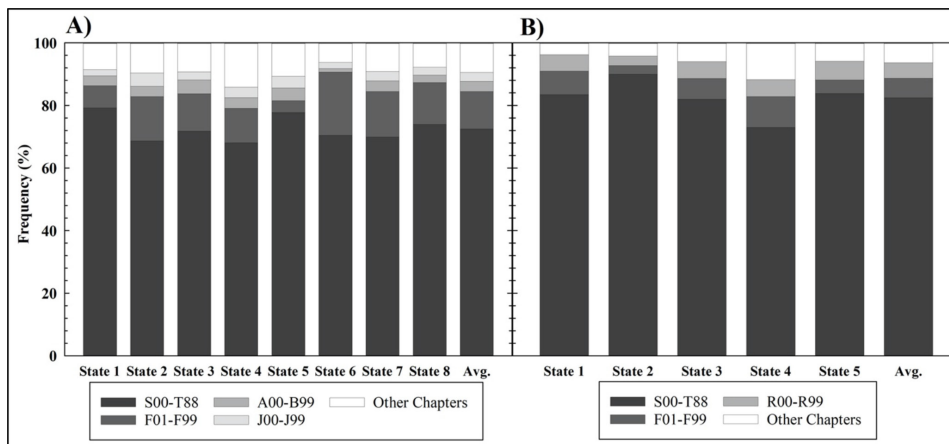 A)
B)
Frequency (%)
100
80
60
40
20
0
State 1 State 2 State 3 State 4 State 5 State 6 State 7 State 8 Avg.
State 1 State 2 State 3 State 4 State 5 Avg.
S00-T88 A00-B99 Other Chapters
F01-F99 J00-J99
S00-T88 R00-R99
F01-F99 Other Chapters